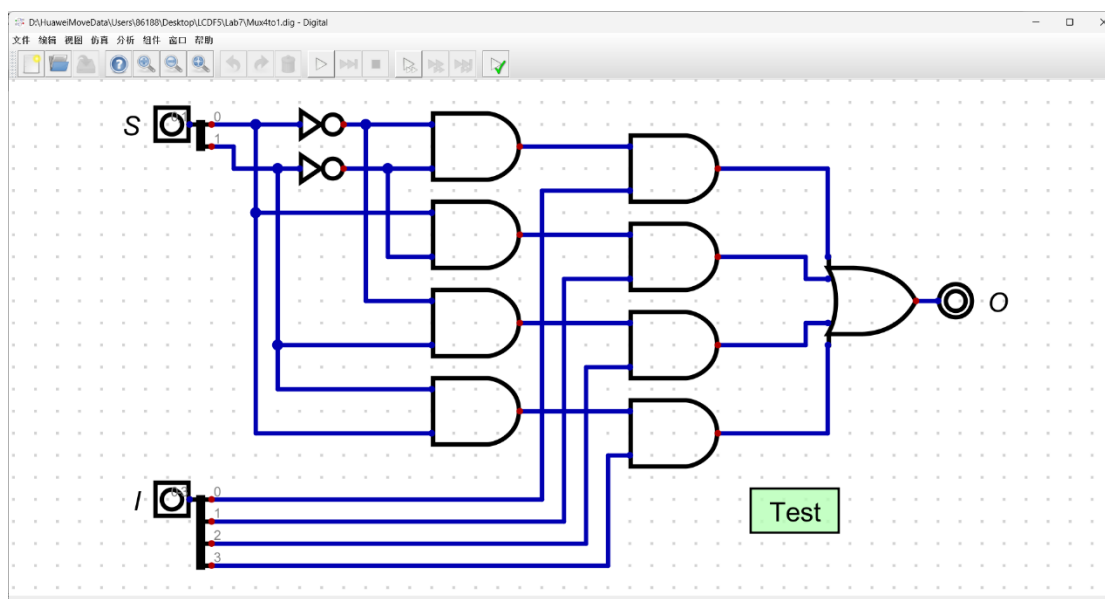 D:\HuaweiMoveData\Users\86188\Desktop\LCDF5\Lab7\Mux4to1.dig - Digital
文件 编辑 视图 仿真 分析 组件 窗口 帮助
S
0
1
O
I
0
1
2
3
Test